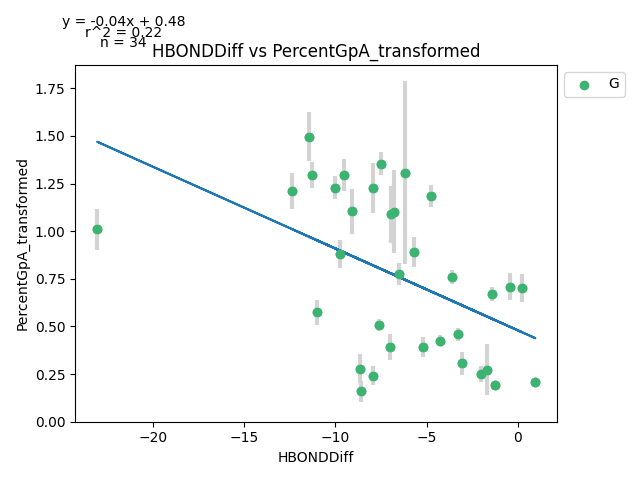 y = -0.04x + 0.48
r^2 = 0.22
n = 34
HBONDDiff vs PercentGpA_transformed
G
1.75
1.50
1.25
1.00
0.75
0.50
0.25
0.00
PercentGpA_transformed
−20
−15
−10
−5
0
HBONDDiff